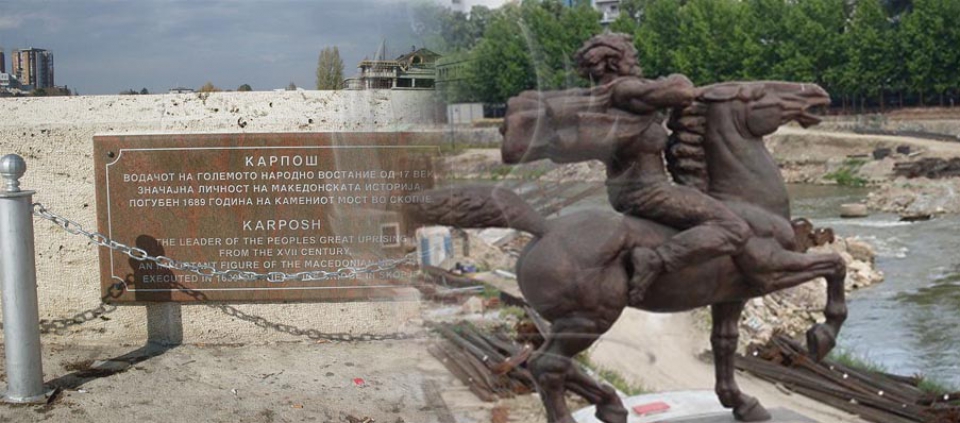 КАРПОШ
ВОДАЧОТ НА ГОЛЕМОТО НАРОДНО ВОСТАНИЕ ОД 17 ВЕК
ЗНАЧАЈНА ЛИЧНОСТ НА МАКЕДОНСКАТА ИСТОРИЈА,
ПОГУБЕН 1689 ГОДИНА НА КАМЕНИОТ МОСТ ВО СКОПЈЕ
KARPOSH
THE LEADER OF THE PEOPLES GREAT UPRISING
FROM THE XVII CENTURY,
AN IMPORTANT FIGURE OF THE MACEDONIAN
EXECUTED IN